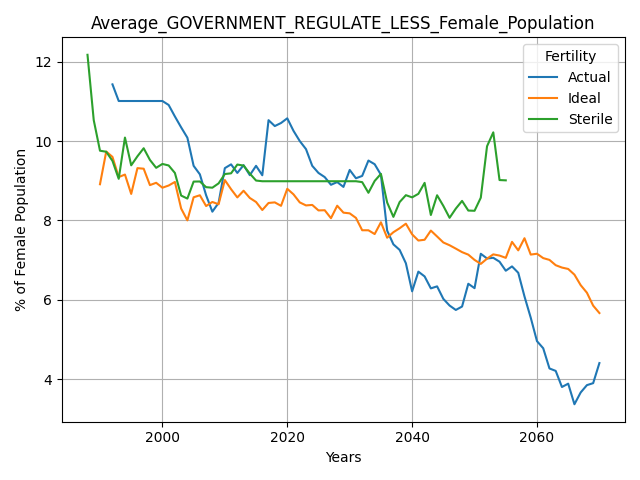 Average_GOVERNMENT_REGULATE_LESS_Female_Population
Fertility
Actual
Ideal
Sterile
% of Female Population
12
10
8
6
4
2000
2020
2040
2060
Years